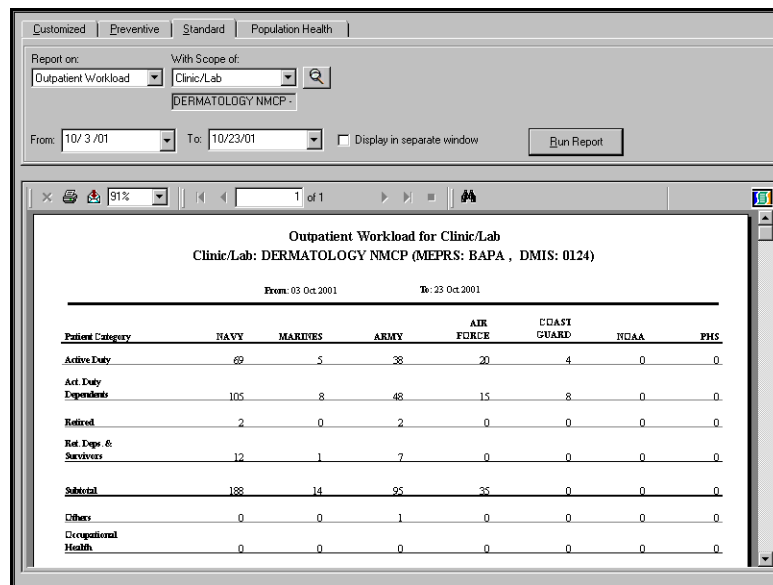 Customized Preventive Standard Population Health
Report on: With Scope of:
Outpatient Workload Clinic/Lab
DERMATOLOGY NMCP -
From: 10/ 3 /01 To: 10/23/01 Display in separate window Run Report
91% 1 of 1
Outpatient Workload for Clinic/Lab
Clinic/Lab: DERMATOLOGY NMCP (MEPRS: BAPA , DMIS: 0124)
From: 03 Oct 2001 To: 23 Oct 2001
Patient Category NAVY MARINES ARMY AIR FORCE COAST GUARD NOAA PHS
Active Duty 69 5 38 20 4 0 0
Act. Duty
Dependents 105 8 48 15 8 0 0
Retired 2 0 2 0 0 0 0
Ret. Deps. &
Survivors 12 1 7 0 0 0 0
Subtotal 188 14 95 35 0 0 0
Others 0 0 1 0 0 0 0
Occupational
Health 0 0 0 0 0 0 0